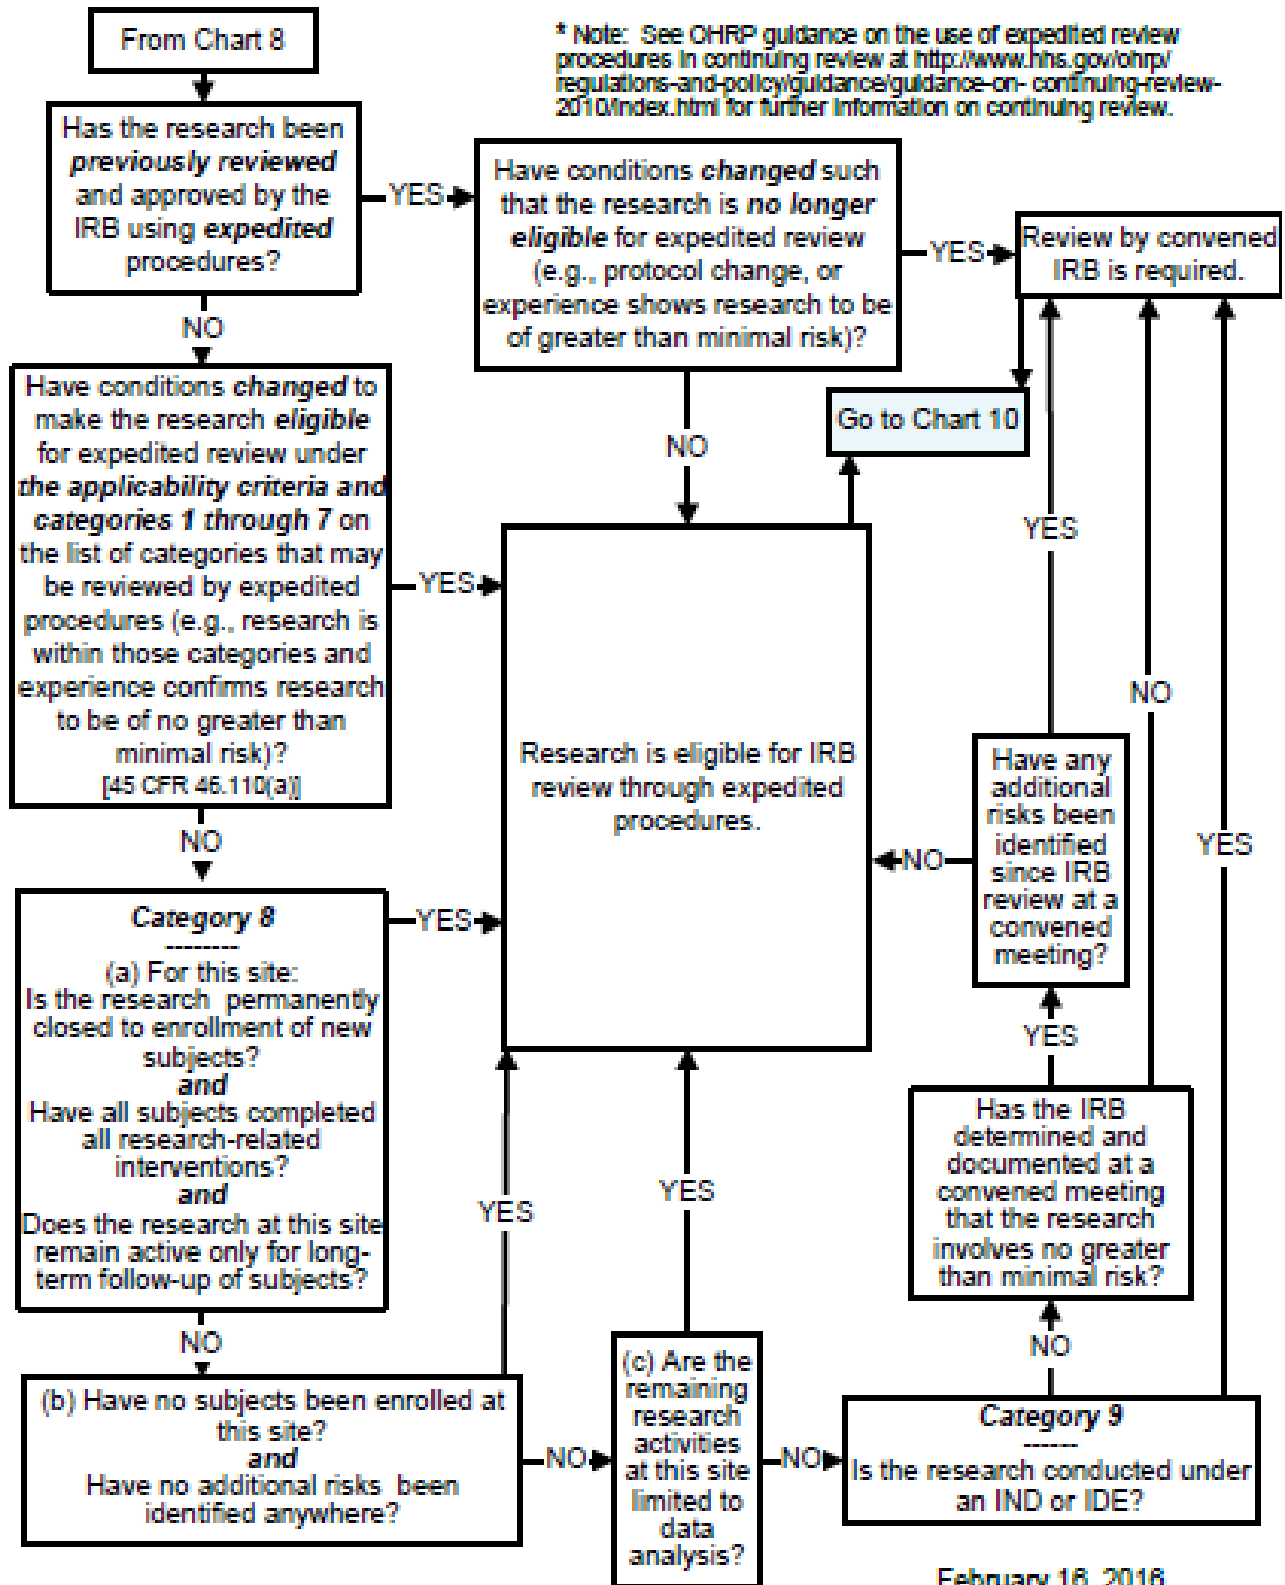 From Chart 8
* Note: See OHRP guidance on the use of expedited review
procedures in continuing review at http://www.hhs.gov/ohrp/
regulations-and-policy/guidance/guidance-on- continuing-review-
2010/index.html for further information on continuing review.
Has the research been
previously reviewed
and approved by the
IRB using expedited
procedures?
YES
Have conditions changed such
that the research is no longer
eligible for expedited review
(e.g., protocol change, or
experience shows research to be
of greater than minimal risk)?
YES
Review by convened
IRB is required.
NO
Have conditions changed to
make the research eligible
for expedited review under
the applicability criteria and
categories 1 through 7 on
the list of categories that may
be reviewed by expedited
procedures (e.g., research is
within those categories and
experience confirms research
to be of no greater than
minimal risk)?
[45 CFR 46.110(a)]
NO
Go to Chart 10
YES
Research is eligible for IRB
review through expedited
procedures.
YES
NO
YES
Have any
additional
risks been
identified
since IRB
review at a
convened
meeting?
NO
NO
Category 8
--------
(a) For this site:
Is the research permanently
closed to enrollment of new
subjects?
and
Have all subjects completed
all research-related
interventions?
and
Does the research at this site
remain active only for long-
term follow-up of subjects?
YES
YES
YES
YES
Has the IRB
determined and
documented at a
convened meeting
that the research
involves no greater
than minimal risk?
NO
NO
(b) Have no subjects been enrolled at
this site?
and
Have no additional risks been
identified anywhere?
NO
(c) Are the
remaining
research
activities
at this site
limited to
data
analysis?
NO
Category 9
------
Is the research conducted under
an IND or IDE?
February 16, 2016